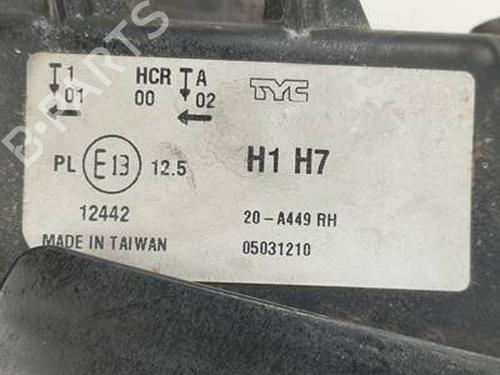 T1 HCR T A TYC
01 00 02
PL E13 12.5 H1 H7
12442 20-A449 RH
MADE IN TAIWAN 05031210
B-PARTS